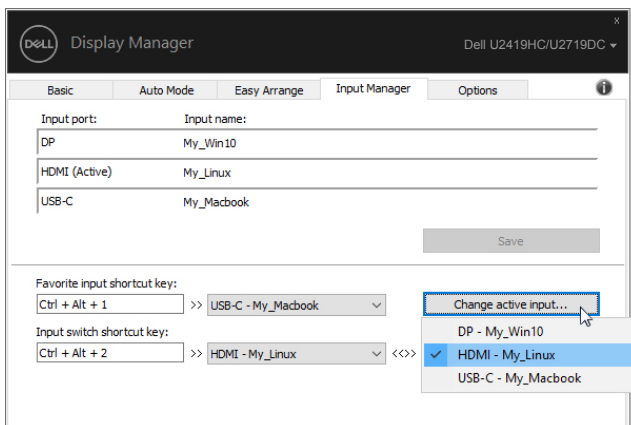 x
DELL Display Manager Dell U2419HC/U2719DC
Basic Auto Mode Easy Arrange Input Manager Options i
Input port: Input name:
DP My_Win10
HDMI (Active) My_Linux
USB-C My_Macbook
Save
Favorite input shortcut key:
Ctrl + Alt + 1 >> USB-C - My_Macbook Change active input...
Input switch shortcut key:
Ctrl + Alt + 2 >> HDMI - My_Linux <<>>
DP - My_Win10
✓ HDMI - My_Linux
USB-C - My_Macbook